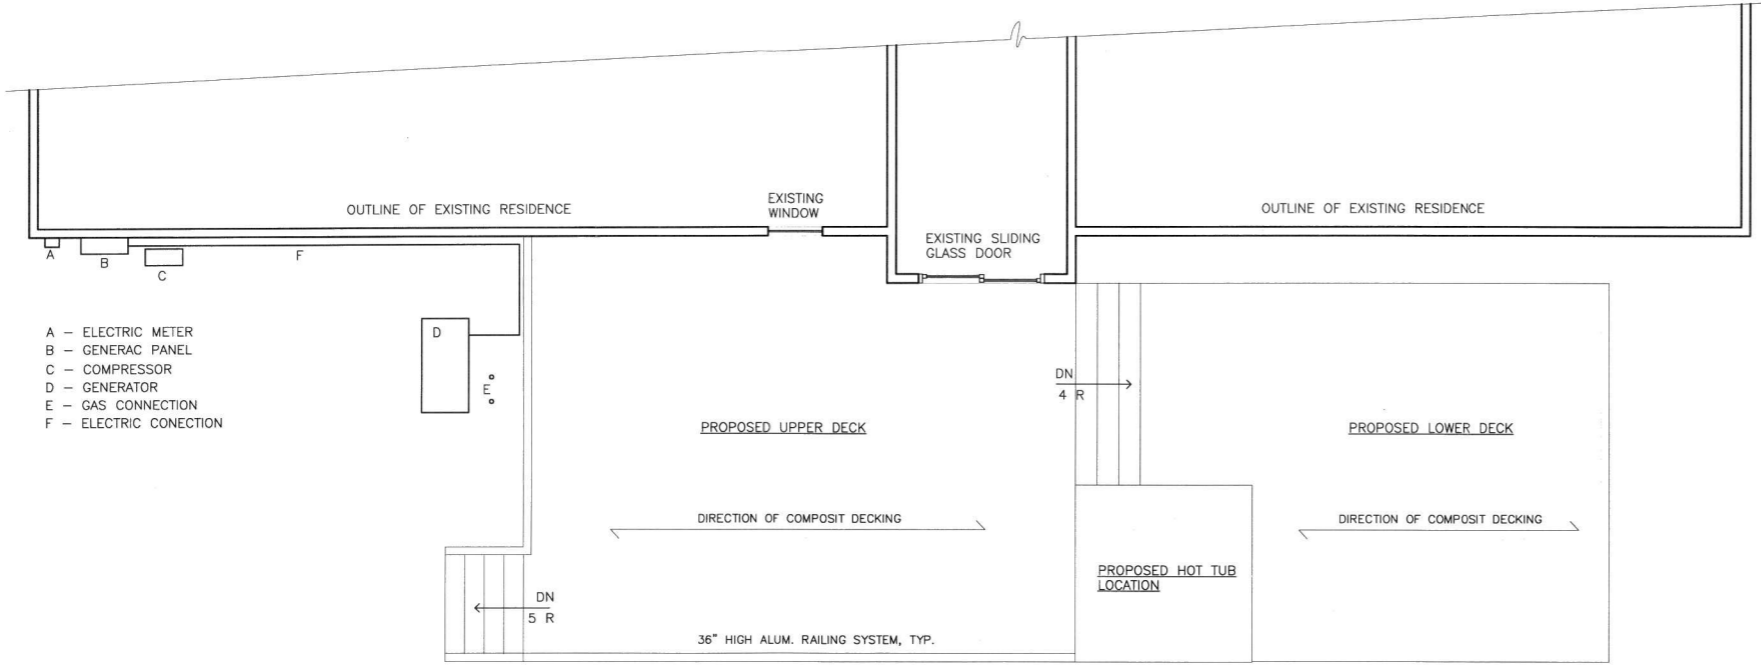 OUTLINE OF EXISTING RESIDENCE
EXISTING
WINDOW
EXISTING SLIDING
GLASS DOOR
OUTLINE OF EXISTING RESIDENCE
A
B
C
F
D
E
A – ELECTRIC METER
B – GENERAC PANEL
C – COMPRESSOR
D – GENERATOR
E – GAS CONNECTION
F – ELECTRIC CONECTION
DN
4 R
PROPOSED UPPER DECK
PROPOSED LOWER DECK
DIRECTION OF COMPOSIT DECKING
DIRECTION OF COMPOSIT DECKING
PROPOSED HOT TUB
LOCATION
DN
5 R
36" HIGH ALUM. RAILING SYSTEM, TYP.